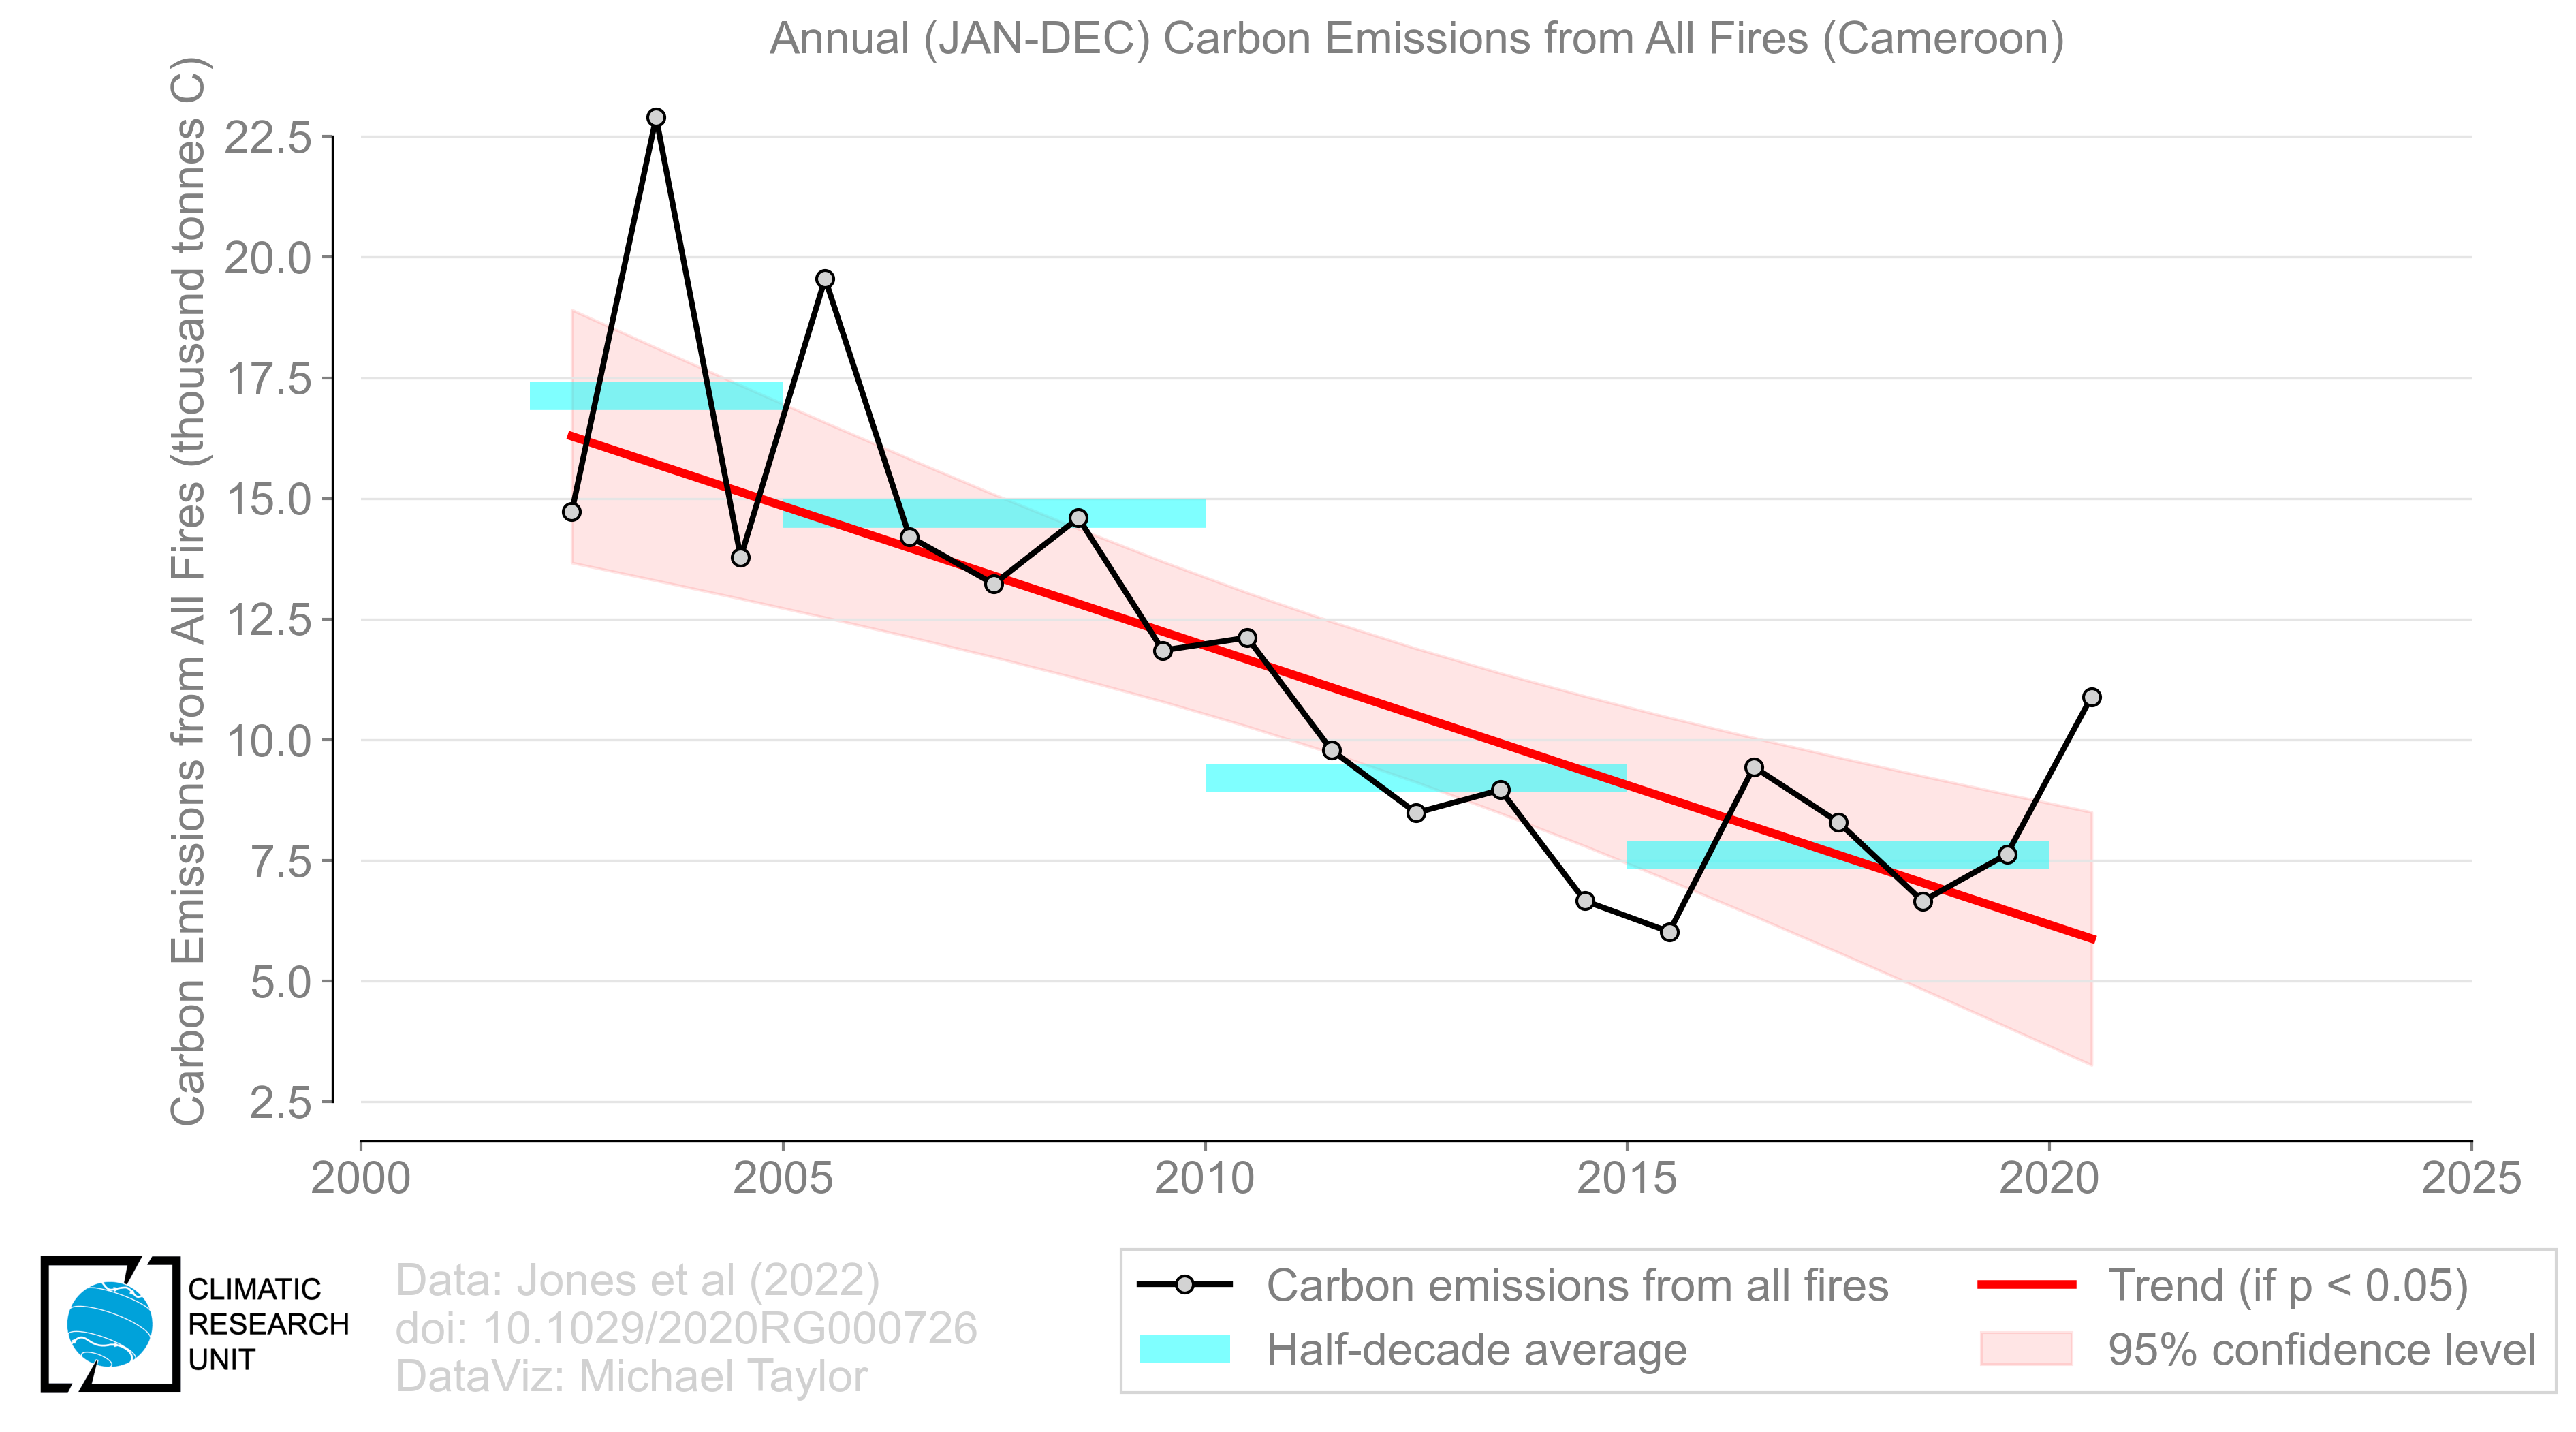 Annual (JAN-DEC) Carbon Emissions from All Fires (Cameroon)
Carbon Emissions from All Fires (thousand tonnes C)
22.5
20.0
17.5
15.0
12.5
10.0
7.5
5.0
2.5
2000 2005 2010 2015 2020 2025
CLIMATIC
RESEARCH
UNIT
Data: Jones et al (2022)
doi: 10.1029/2020RG000726
DataViz: Michael Taylor
Carbon emissions from all fires
Half-decade average
Trend (if p < 0.05)
95% confidence level